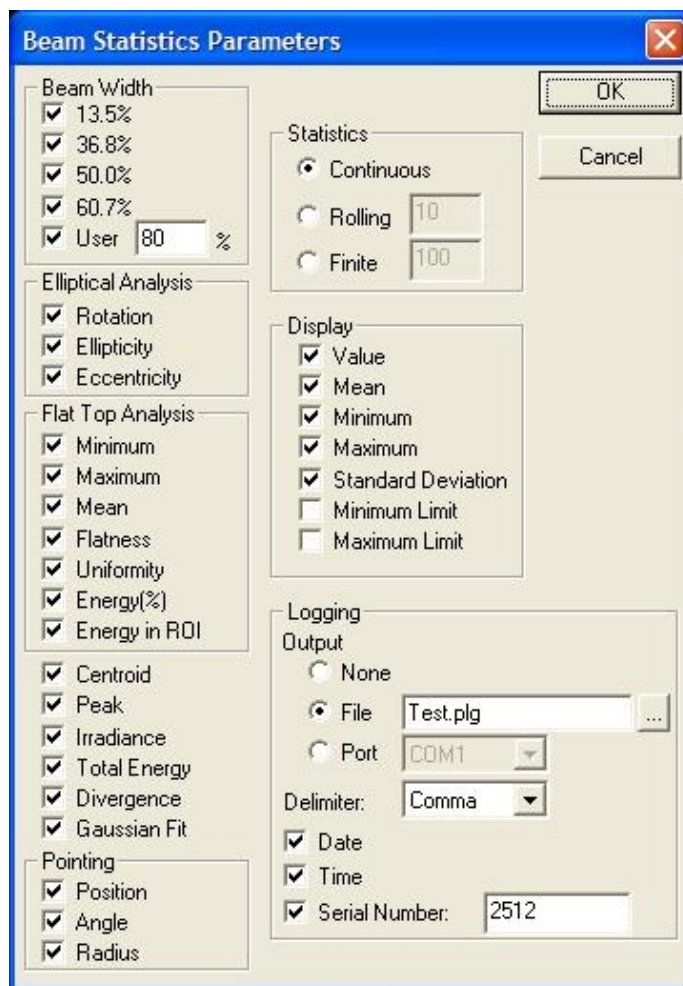 Beam Statistics Parameters
Beam Width
13.5%
36.8%
50.0%
60.7%
User 80 %
Elliptical Analysis
Rotation
Ellipticity
Eccentricity
Flat Top Analysis
Minimum
Maximum
Mean
Flatness
Uniformity
Energy(%)
Energy in ROI
Centroid
Peak
Irradiance
Total Energy
Divergence
Gaussian Fit
Pointing
Position
Angle
Radius
Statistics
Continuous
Rolling 10
Finite 100
Display
Value
Mean
Minimum
Maximum
Standard Deviation
Minimum Limit
Maximum Limit
Logging
Output
None
File Test.plg ...
Port COM1
Delimiter: Comma
Date
Time
Serial Number: 2512
OK
Cancel